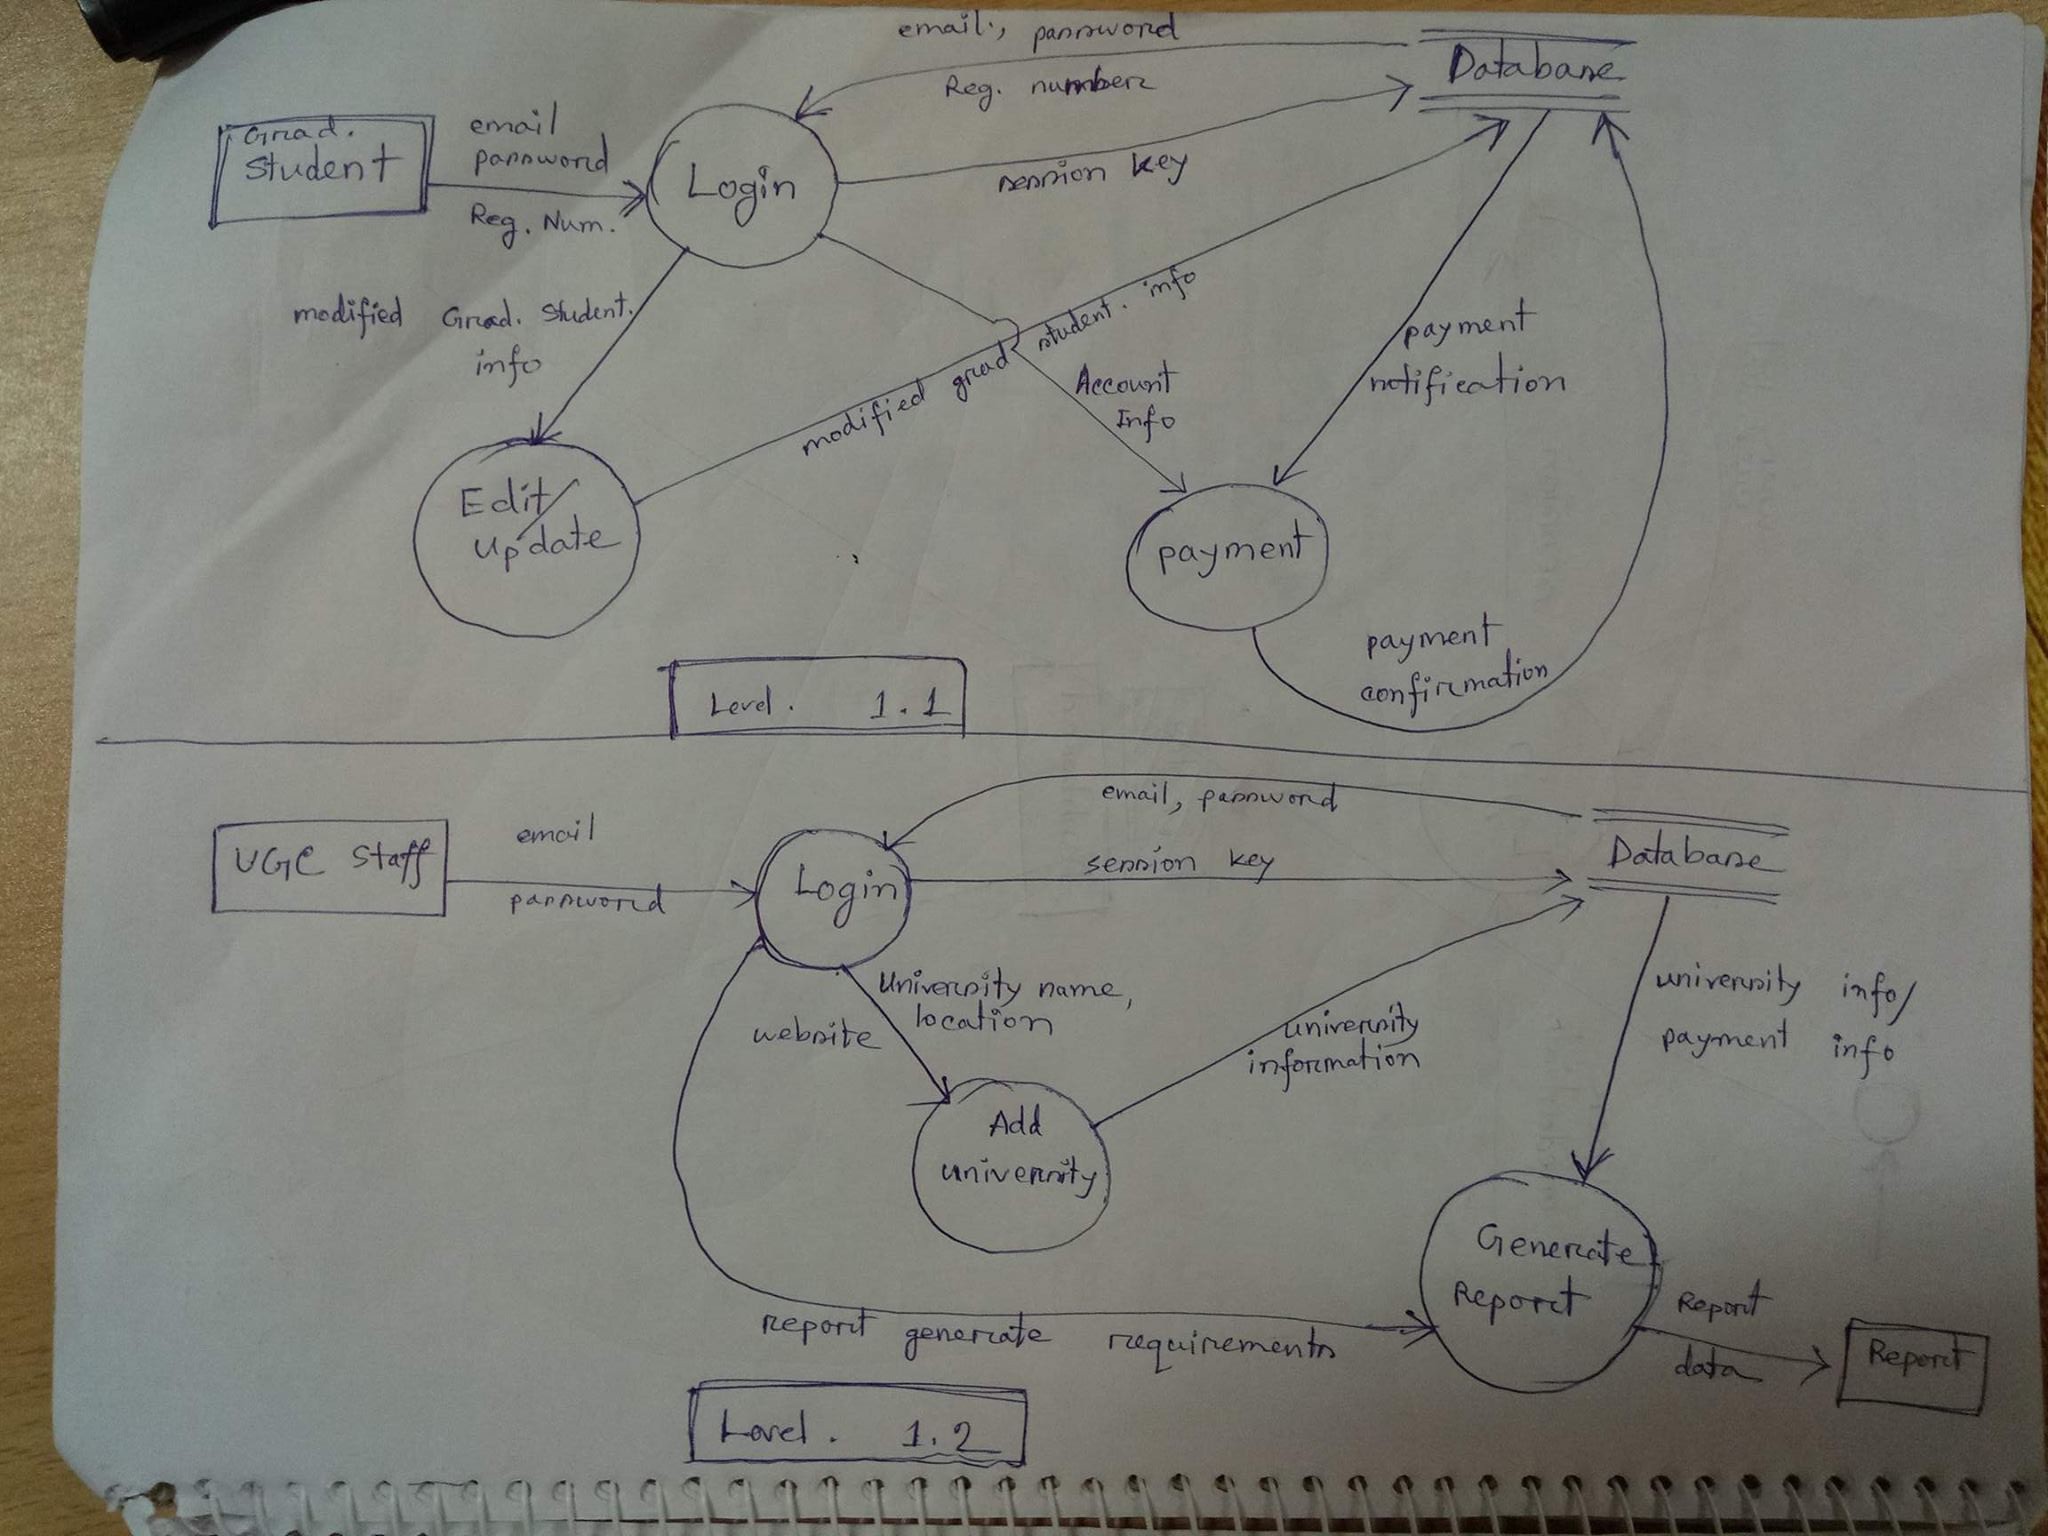 email, password
Database
Reg. number
Grad.
Student
email
password
Reg. Num.
Login
session key
modified Grad. Student.
info
modified grad student. info
Account
Info
payment
notification
Edit/
update
payment
payment
confirmation
Level. 1.1
email, password
UGC Staff
email
password
Login
session key
Database
University name,
location
website
university
information
university info/
payment info
Add
university
Generate
Report
report generate requirements
Report
data
Report
Level. 1.2